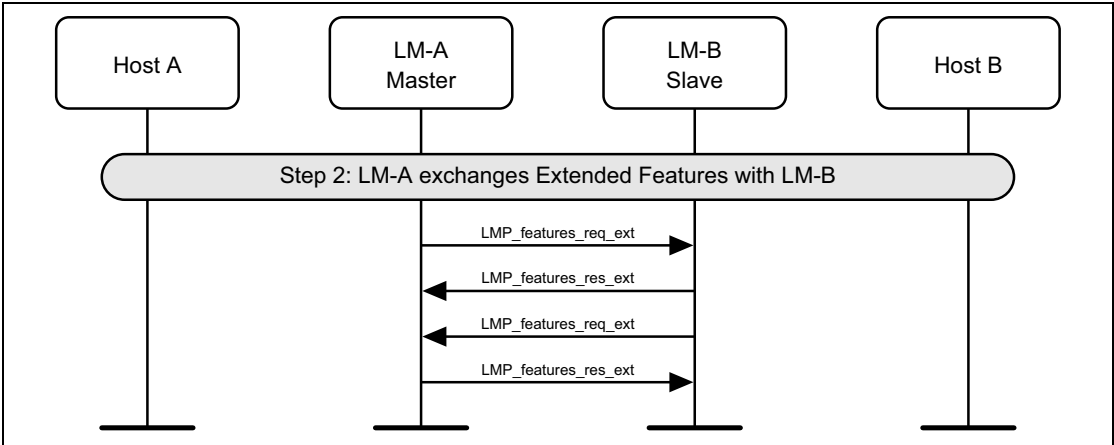 Host A
LM-A
Master
LM-B
Slave
Host B
Step 2: LM-A exchanges Extended Features with LM-B
LMP_features_req_ext
LMP_features_res_ext
LMP_features_req_ext
LMP_features_res_ext